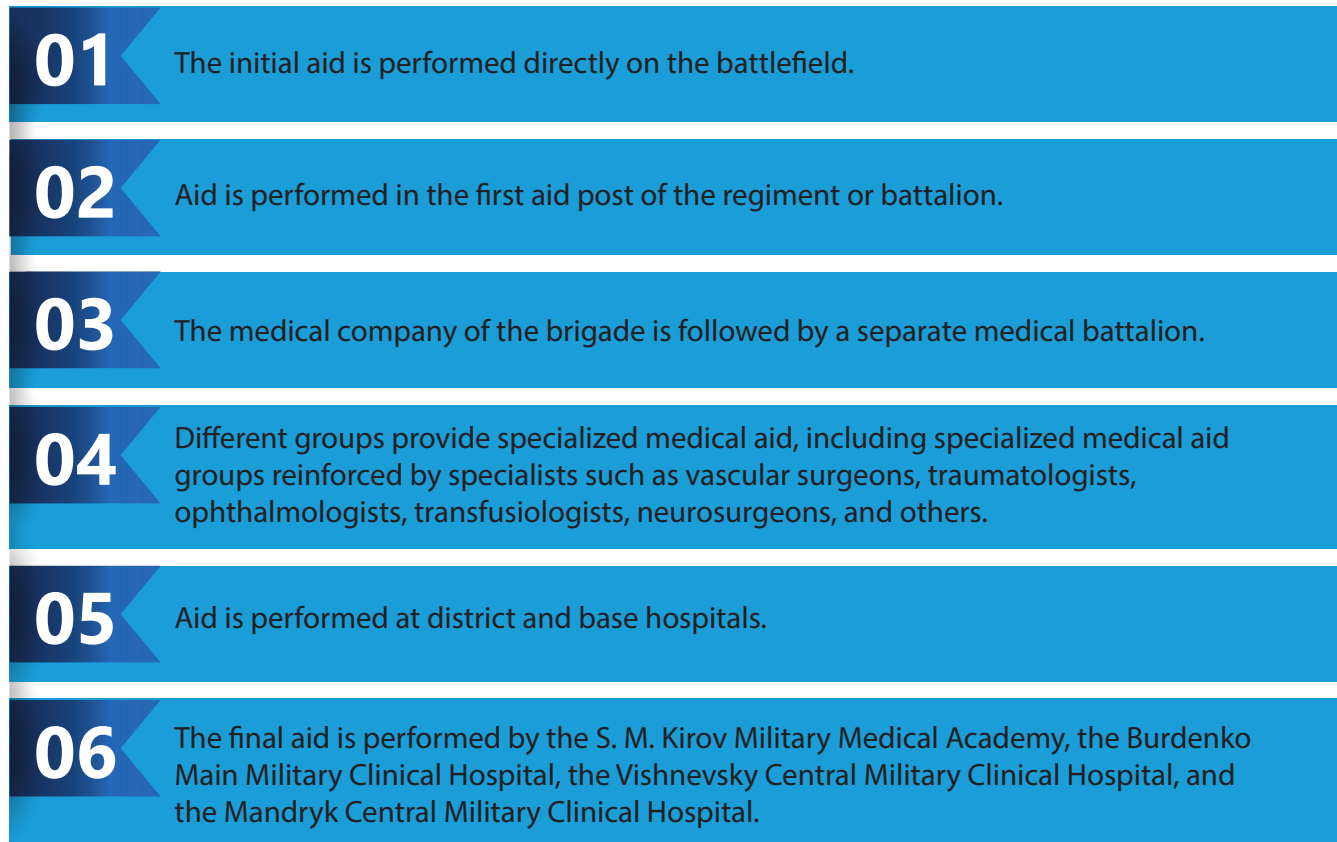 01
The initial aid is performed directly on the battlefield.
02
Aid is performed in the first aid post of the regiment or battalion.
03
The medical company of the brigade is followed by a separate medical battalion.
04
Different groups provide specialized medical aid, including specialized medical aid
groups reinforced by specialists such as vascular surgeons, traumatologists,
ophthalmologists, transfusiologists, neurosurgeons, and others.
05
Aid is performed at district and base hospitals.
06
The final aid is performed by the S. M. Kirov Military Medical Academy, the Burdenko
Main Military Clinical Hospital, the Vishnevsky Central Military Clinical Hospital, and
the Mandryk Central Military Clinical Hospital.